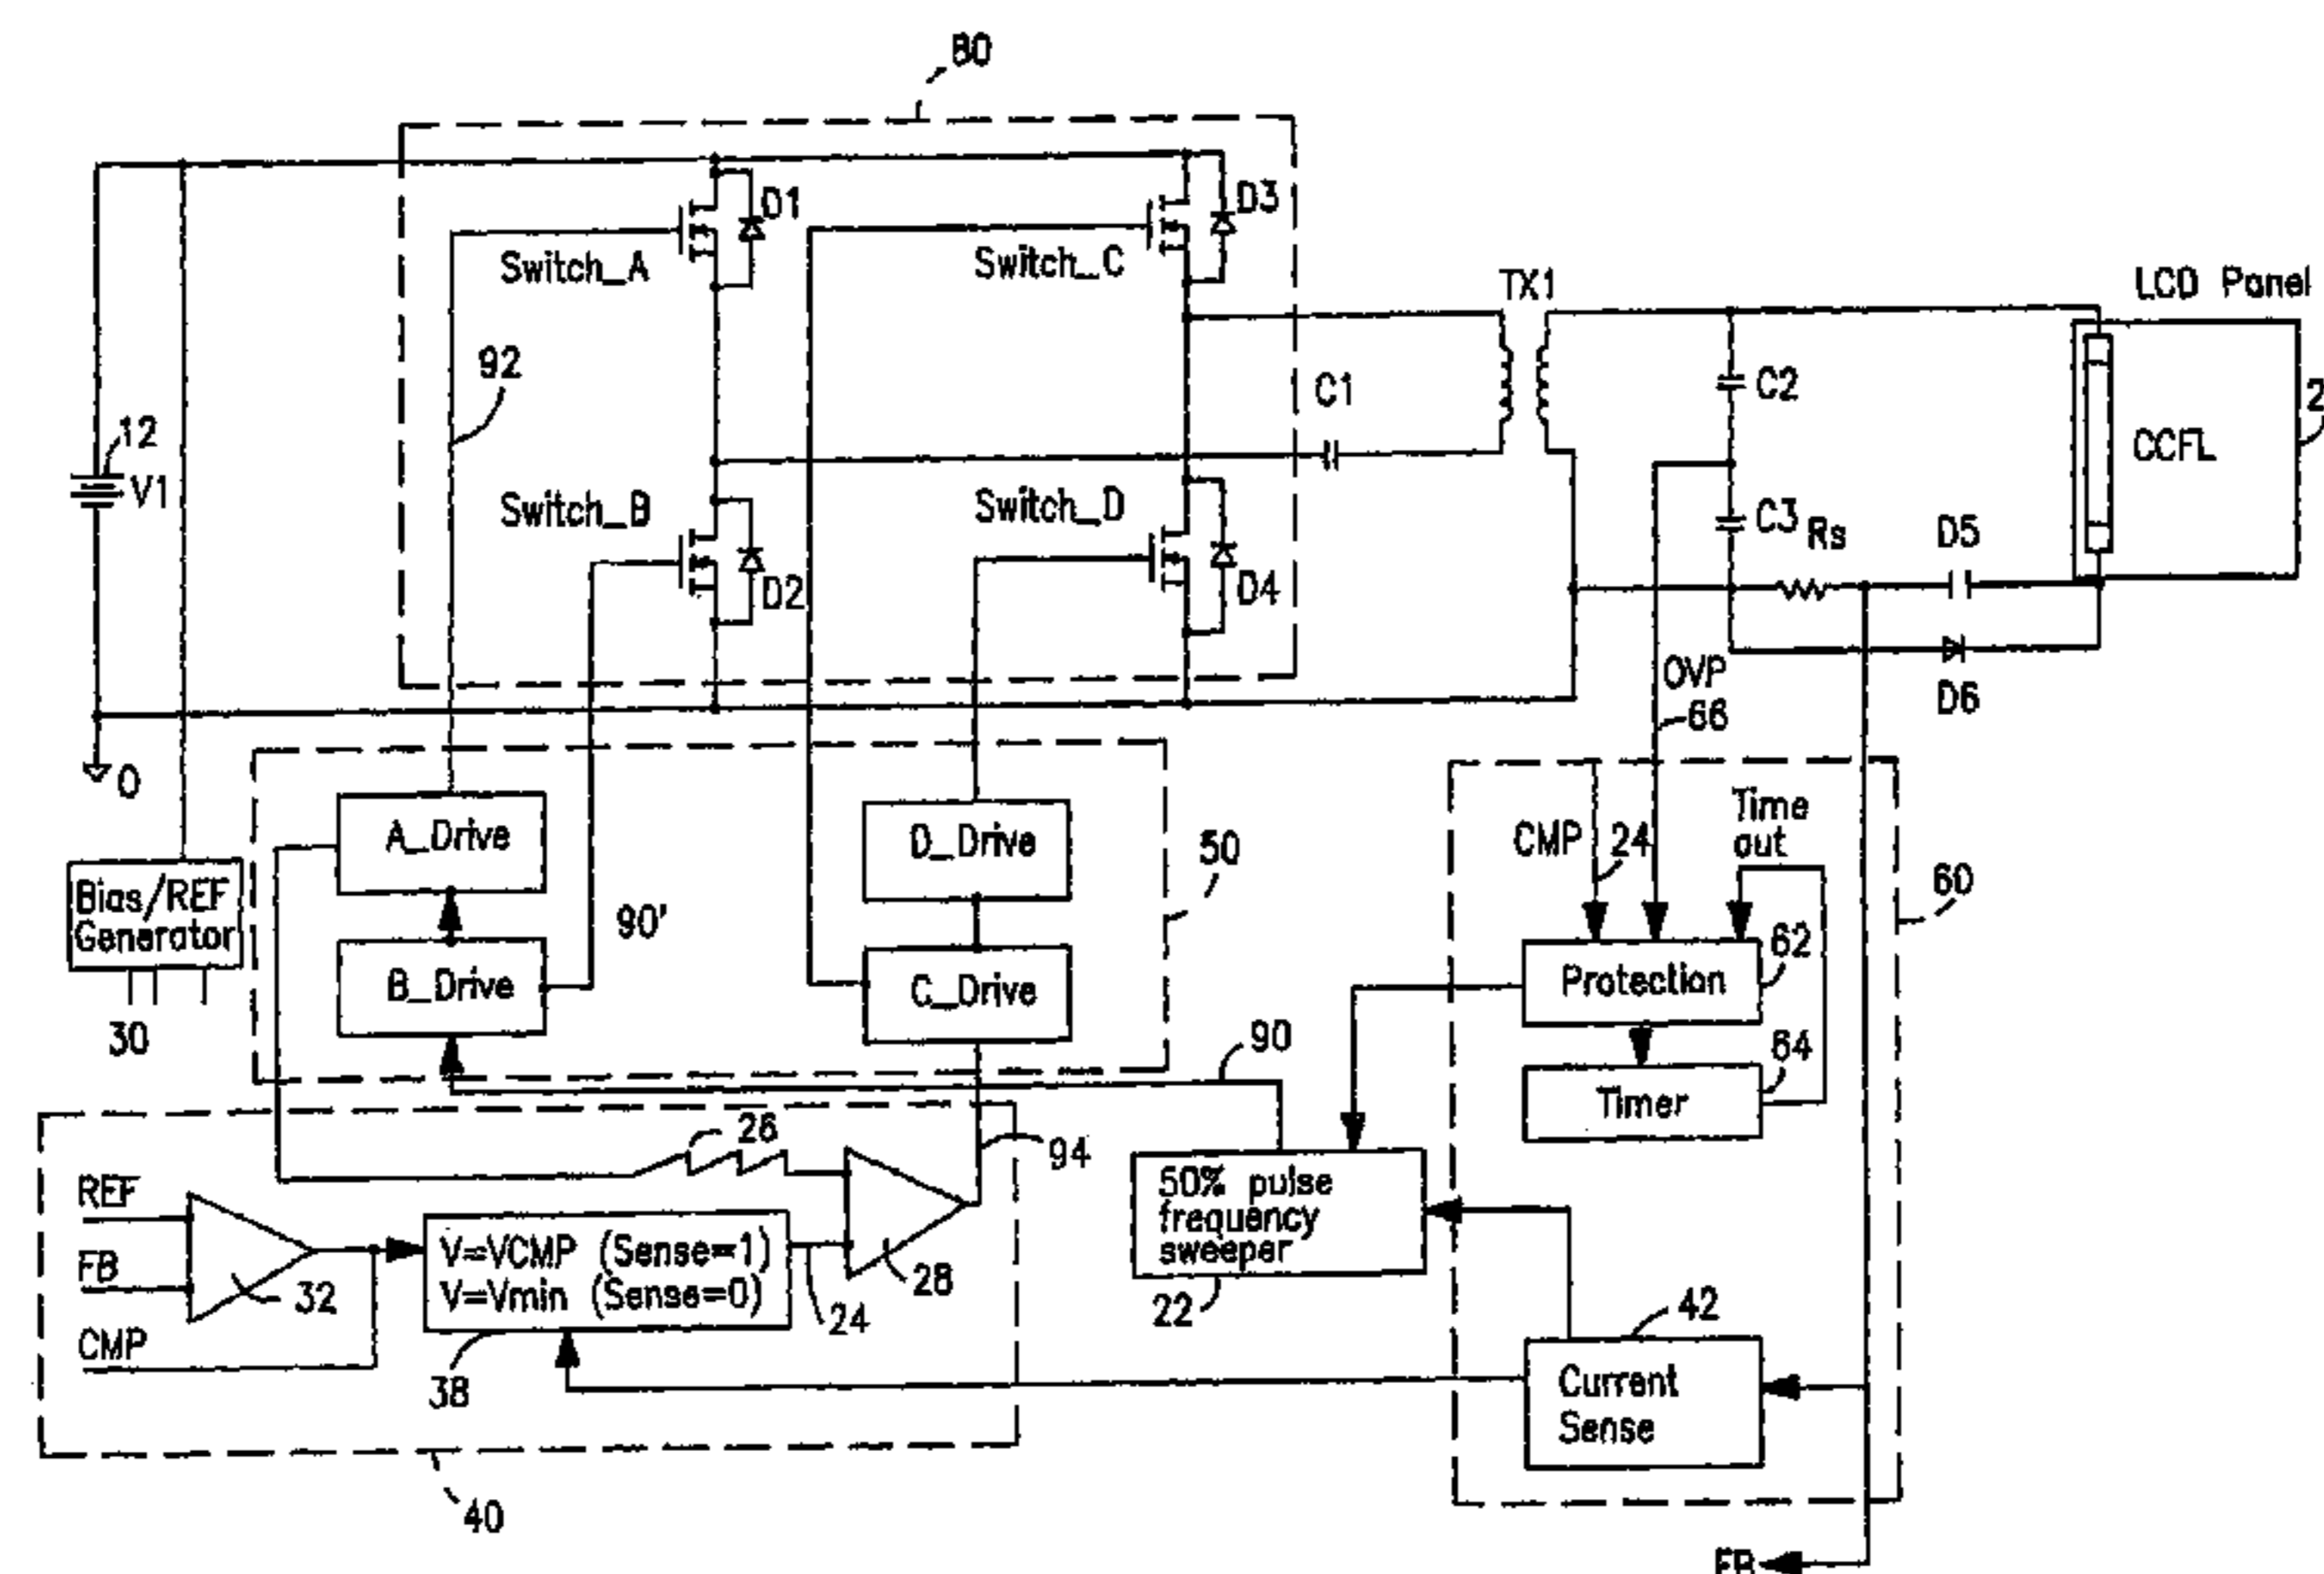 80
D1
D3
Switch_A
Switch_C
TX1
LCD Panel
92
C1
C2
2
12
V1
CCFL
Switch_B
Switch_D
C3
Rs
D5
D2
D4
OVP
66
D6
0
Time
out
A_Drive
D_Drive
50
CMP
24
60
Bias/REF
Generator
90'
62
Protection
B_Drive
C_Drive
30
90
64
Timer
26
94
REF
50% pulse
frequency
sweeper
FB
V=VCMP (Sense=1)
V=Vmin (Sense=0)
32
28
24
22
42
CMP
38
Current
Sense
40
FB